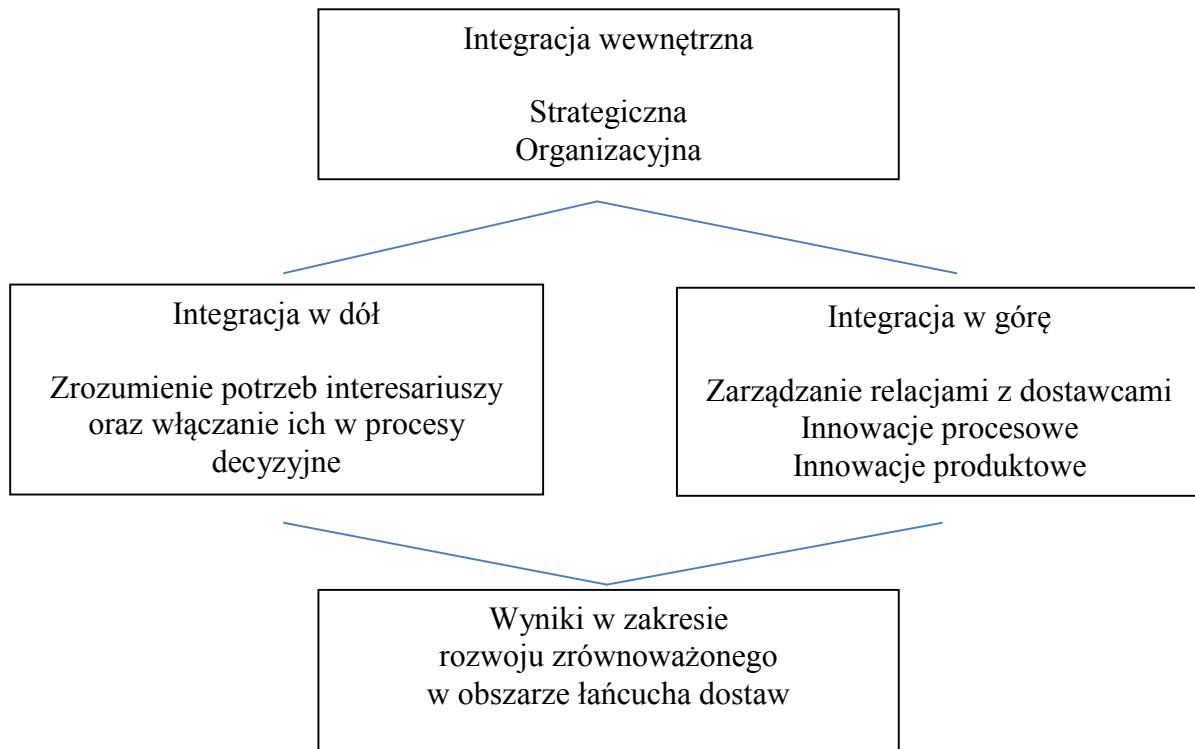 Integracja wewnętrzna
Strategiczna
Organizacyjna
Integracja w dół
Zrozumienie potrzeb interesariuszy
oraz włączanie ich w procesy
decyzyjne
Integracja w górę
Zarządzanie relacjami z dostawcami
Innowacje procesowe
Innowacje produktowe
Wyniki w zakresie
rozwoju zrównoważonego
w obszarze łańcucha dostaw